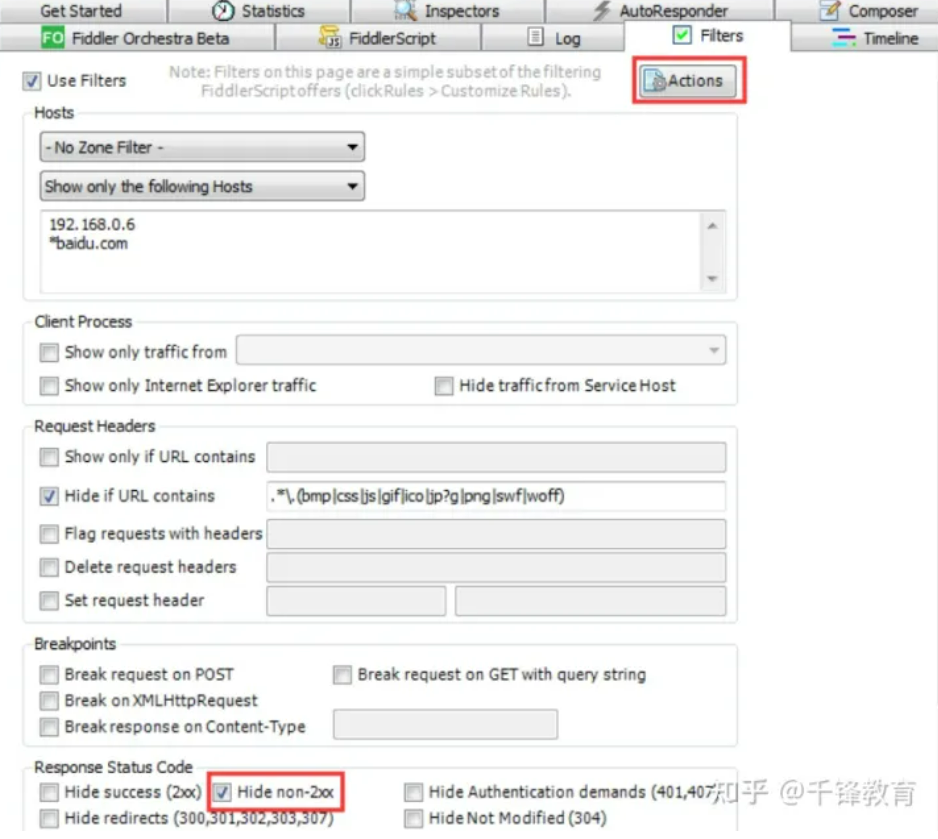 Get Started Statistics Inspectors AutoResponder Composer
FO Fiddler Orchestra Beta FiddlerScript Log Filters Timeline
Use Filters
Note: Filters on this page are a simple subset of the filtering
FiddlerScript offers (click Rules > Customize Rules).
Actions
Hosts
- No Zone Filter -
Show only the following Hosts
192.168.0.6
*baidu.com
Client Process
Show only traffic from
Show only Internet Explorer traffic Hide traffic from Service Host
Request Headers
Show only if URL contains
Hide if URL contains .*\.(bmp|css|js|gif|ico|jp?g|png|swf|woff)
Flag requests with headers
Delete request headers
Set request header
Breakpoints
Break request on POST Break request on GET with query string
Break on XMLHttpRequest
Break response on Content-Type
Response Status Code
Hide success (2xx) Hide non-2xx Hide Authentication demands (401,407)
Hide redirects (300,301,302,303,307) Hide Not Modified (304)
知乎 @千锋教育